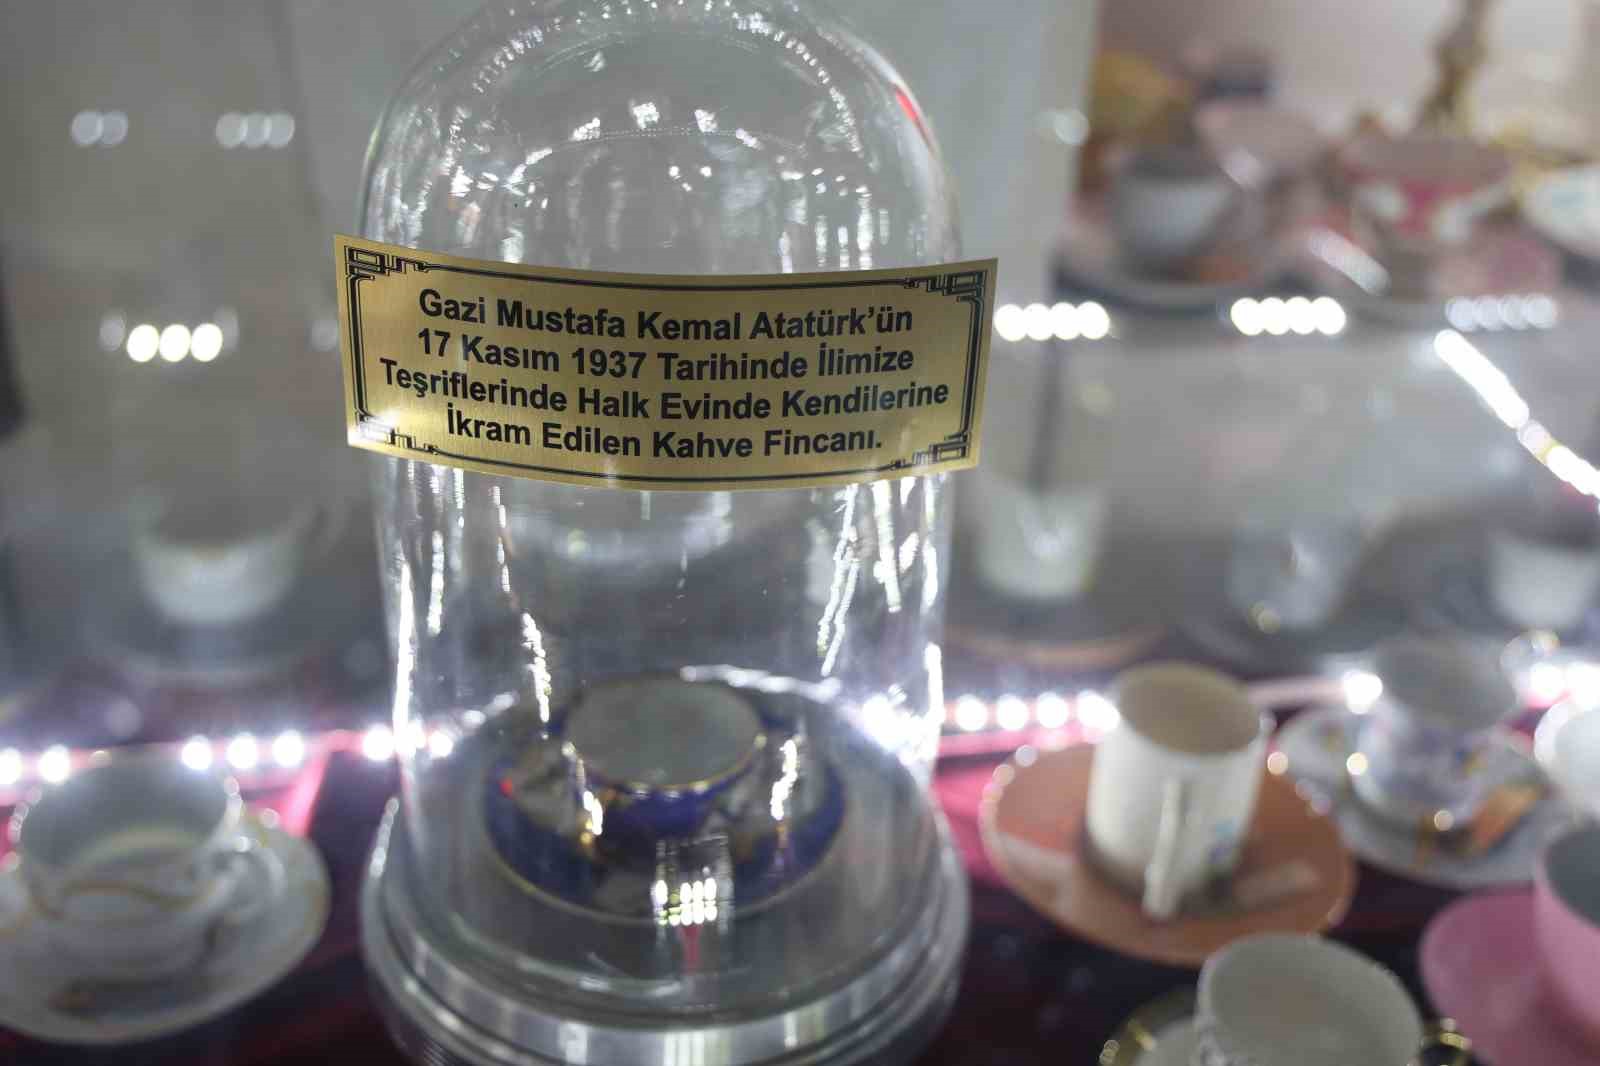 Gazi Mustafa Kemal Atatürk'ün
17 Kasım 1937 Tarihinde İlimize
Teşriflerinde Halk Evinde Kendilerine
İkram Edilen Kahve Fincanı.